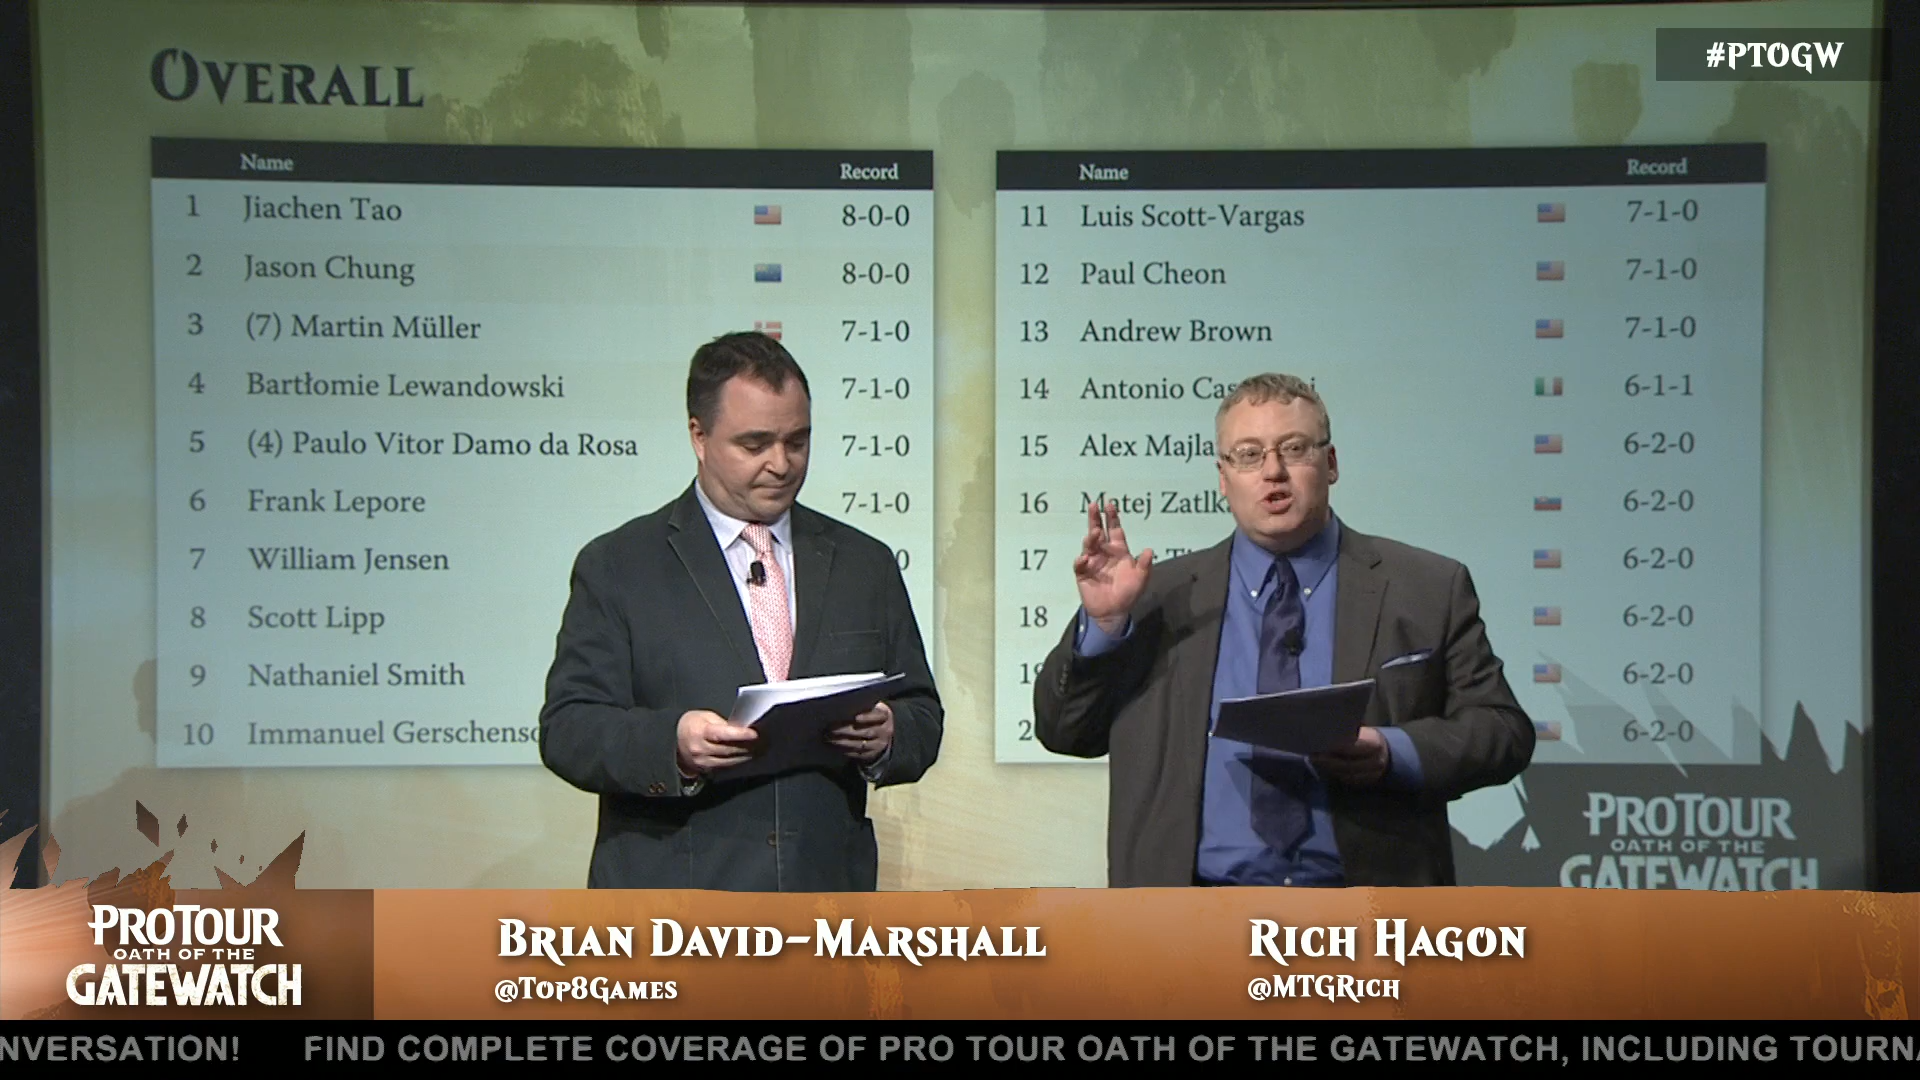 #PTOGW
OVERALL
Name Record
1 Jiachen Tao 8-0-0
2 Jason Chung 8-0-0
3 (7) Martin Müller 7-1-0
4 Bartłomie Lewandowski 7-1-0
5 (4) Paulo Vitor Damo da Rosa 7-1-0
6 Frank Lepore 7-1-0
7 William Jensen
8 Scott Lipp
9 Nathaniel Smith
10 Immanuel
Name Record
11 Luis Scott-Vargas 7-1-0
12 Paul Cheon 7-1-0
13 Andrew Brown 7-1-0
14 Antonio 6-1-1
15 Alex 6-2-0
16 Matej 6-2-0
17 6-2-0
18 6-2-0
6-2-0
6-2-0
PROTOUR
OATH OF THE
GATEWATCH
PROTOUR
OATH OF THE
GATEWATCH
BRIAN DAVID-MARSHALL
@TOP8GAMES
RICH HAGON
@MTGRICH
NVERSATION! FIND COMPLETE COVERAGE OF PRO TOUR OATH OF THE GATEWATCH, INCLUDING TOURN